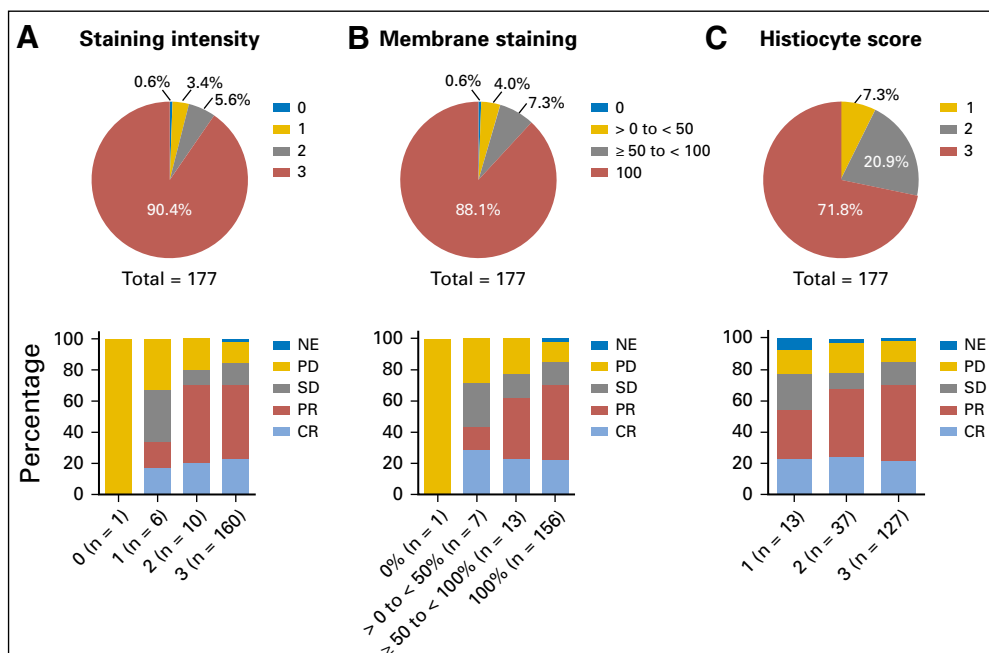 A Staining intensity
0.6%
3.4%
5.6%
90.4%
0
1
2
3
Total = 177
B Membrane staining
0.6%
4.0%
7.3%
88.1%
0
> 0 to < 50
≥ 50 to < 100
100
Total = 177
C Histiocyte score
7.3%
20.9%
71.8%
1
2
3
Total = 177
Percentage
100
80
60
40
20
0
0 (n = 1)
1 (n = 6)
2 (n = 10)
3 (n = 160)
NE
PD
SD
PR
CR
100
80
60
40
20
0
0% (n = 1)
> 0 to < 50% (n = 7)
≥ 50 to < 100% (n = 13)
100% (n = 156)
NE
PD
SD
PR
CR
100
80
60
40
20
0
1 (n = 13)
2 (n = 37)
3 (n = 127)
NE
PD
SD
PR
CR